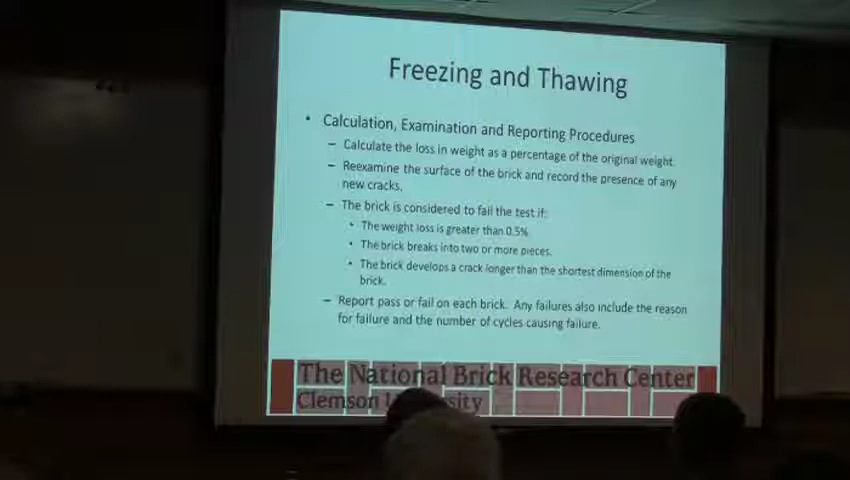 Freezing and Thawing
• Calculation, Examination and Reporting Procedures
– Calculate the loss in weight as a percentage of the original weight.
– Reexamine the surface of the brick and record the presence of any
new cracks.
– The brick is considered to fail the test if:
• The weight loss is greater than 0.5%
• The brick breaks into two or more pieces.
• The brick develops a crack longer than the shortest dimension of the
brick.
– Report pass or fail on each brick. Any failures also include the reason
for failure and the number of cycles causing failure.
The National Brick Research Center
Clemson